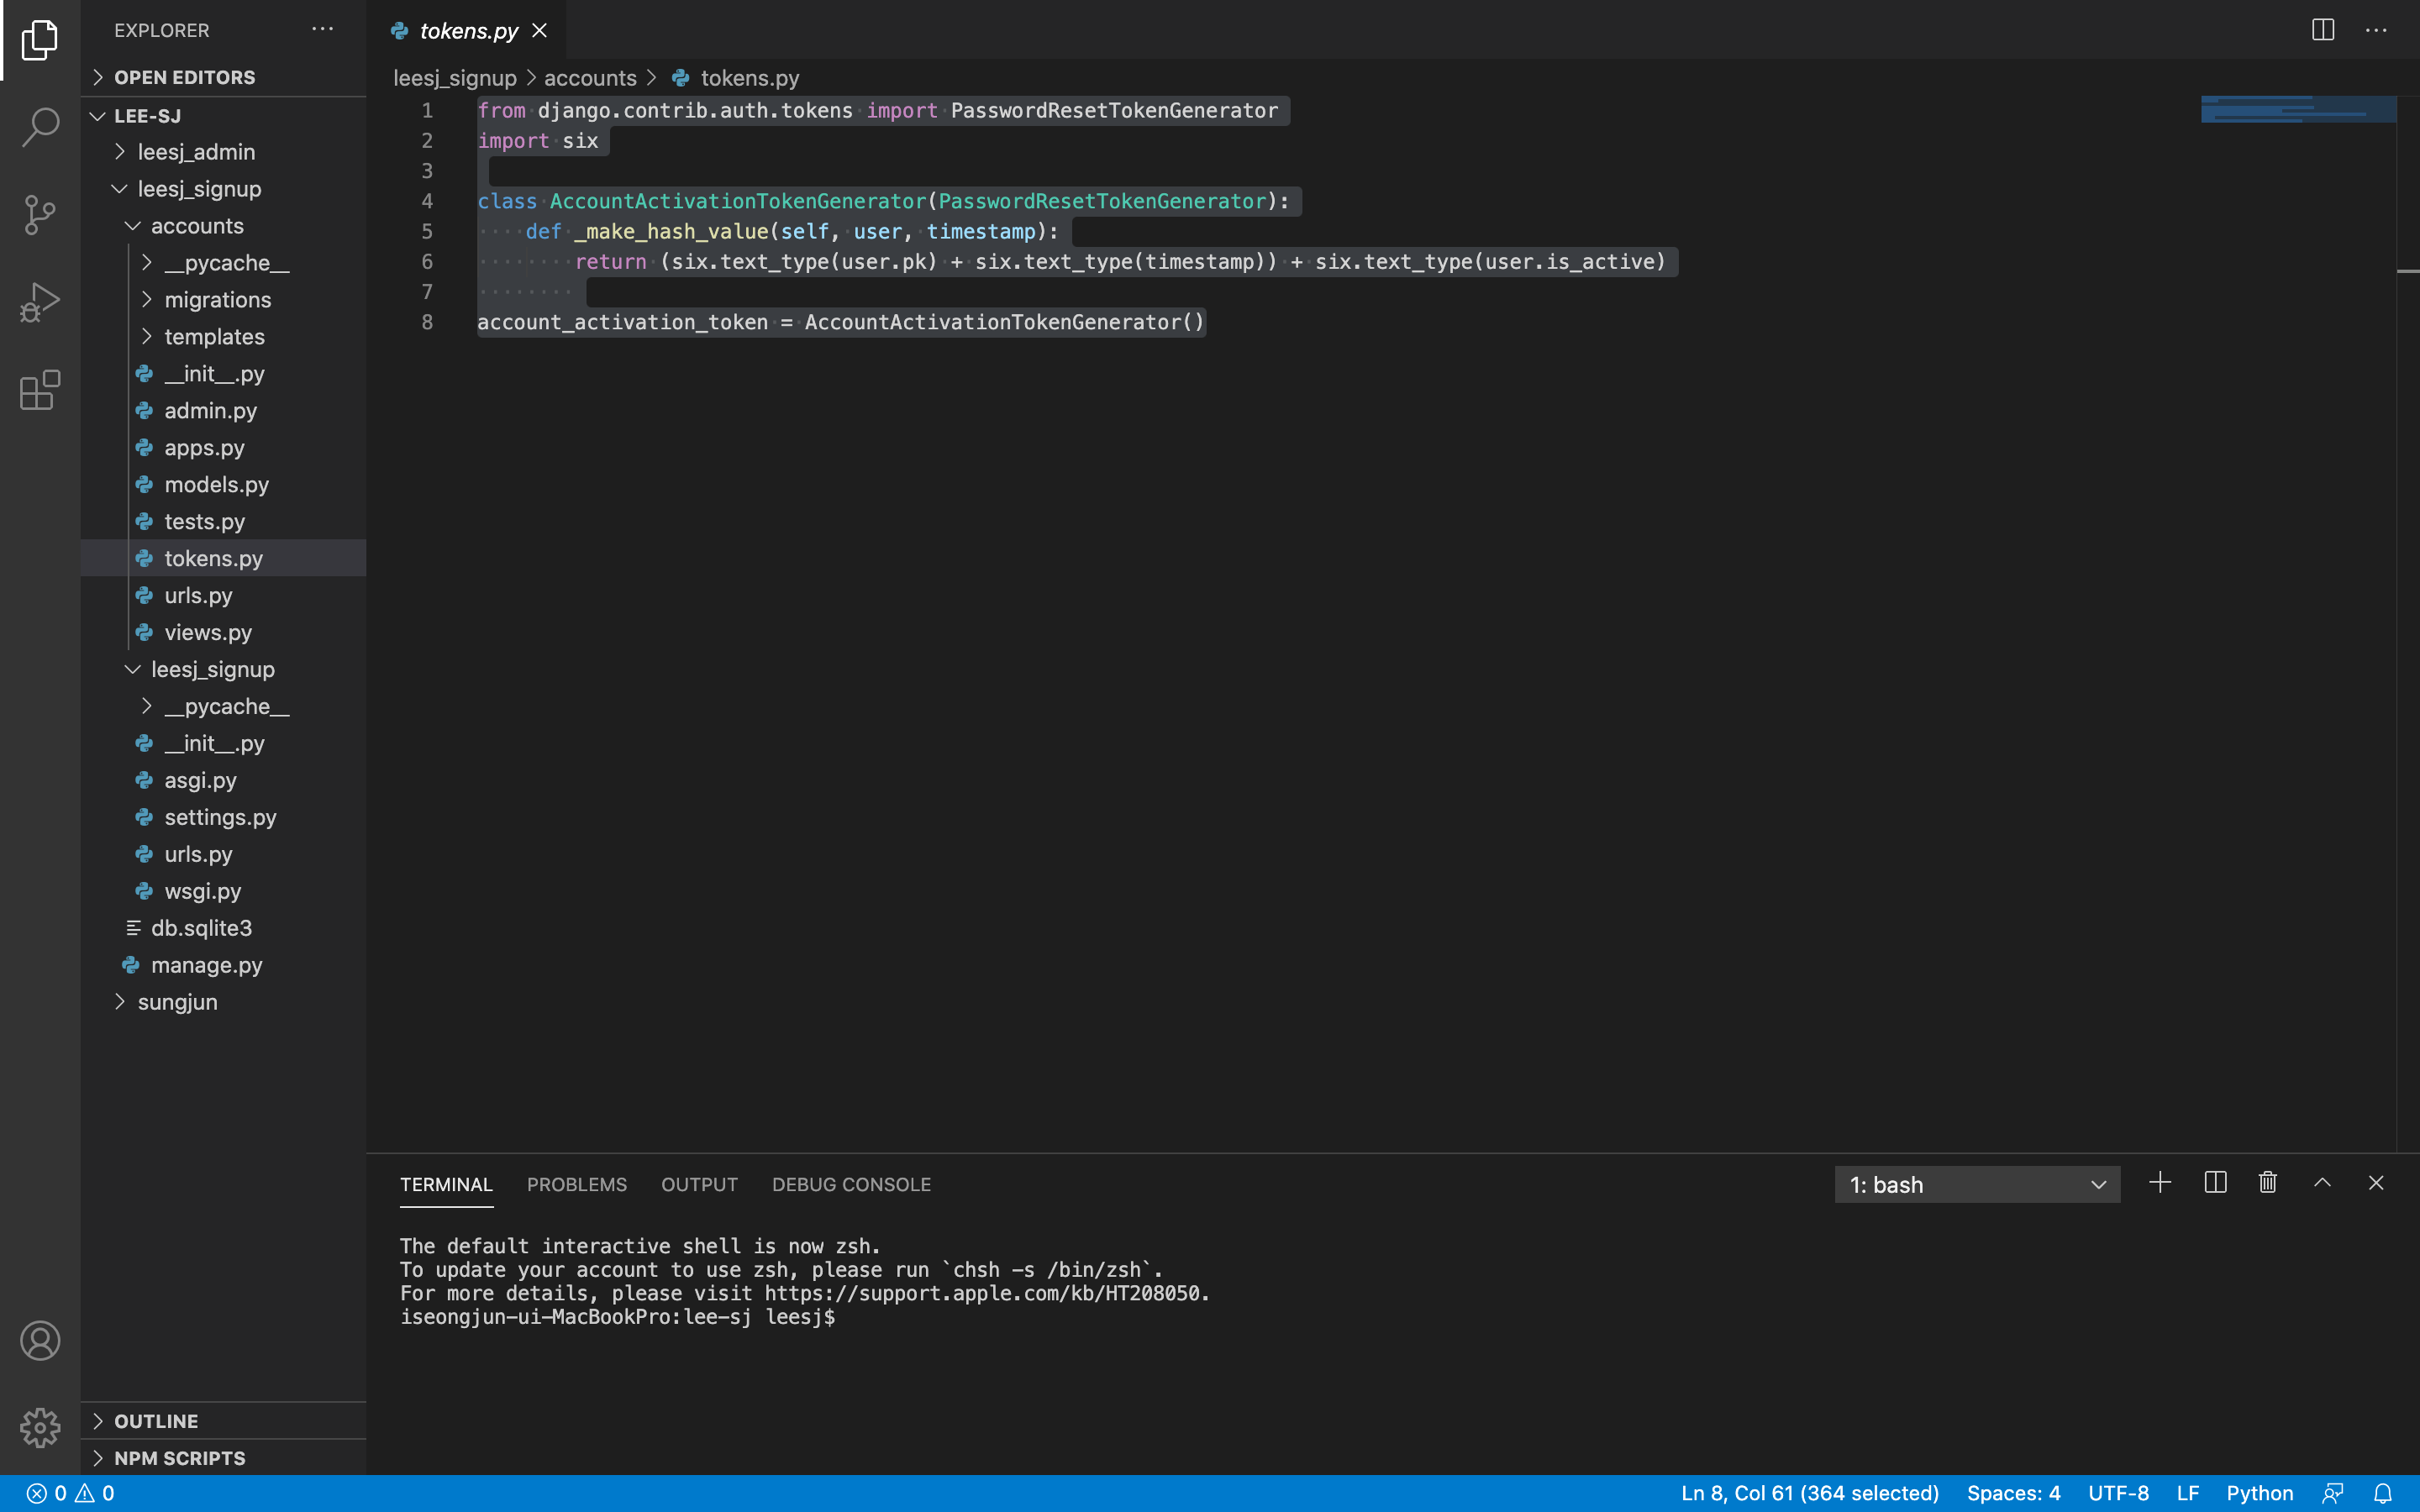 EXPLORER
OPEN EDITORS
LEE-SJ
leesj_admin
leesj_signup
accounts
__pycache__
migrations
templates
__init__.py
admin.py
apps.py
models.py
tests.py
tokens.py
urls.py
views.py
leesj_signup
__pycache__
__init__.py
asgi.py
settings.py
urls.py
wsgi.py
db.sqlite3
manage.py
sungjun
OUTLINE
NPM SCRIPTS
tokens.py
leesj_signup > accounts > tokens.py
1 from django.contrib.auth.tokens import PasswordResetTokenGenerator
2 import six
3
4 class AccountActivationTokenGenerator(PasswordResetTokenGenerator):
5     def _make_hash_value(self, user, timestamp):
6         return (six.text_type(user.pk) + six.text_type(timestamp)) + six.text_type(user.is_active)
7
8 account_activation_token = AccountActivationTokenGenerator()
TERMINAL PROBLEMS OUTPUT DEBUG CONSOLE
1: bash
The default interactive shell is now zsh.
To update your account to use zsh, please run `chsh -s /bin/zsh`.
For more details, please visit https://support.apple.com/kb/HT208050.
iseongjun-ui-MacBookPro:lee-sj leesj$
0 0 Ln 8, Col 61 (364 selected) Spaces: 4 UTF-8 LF Python